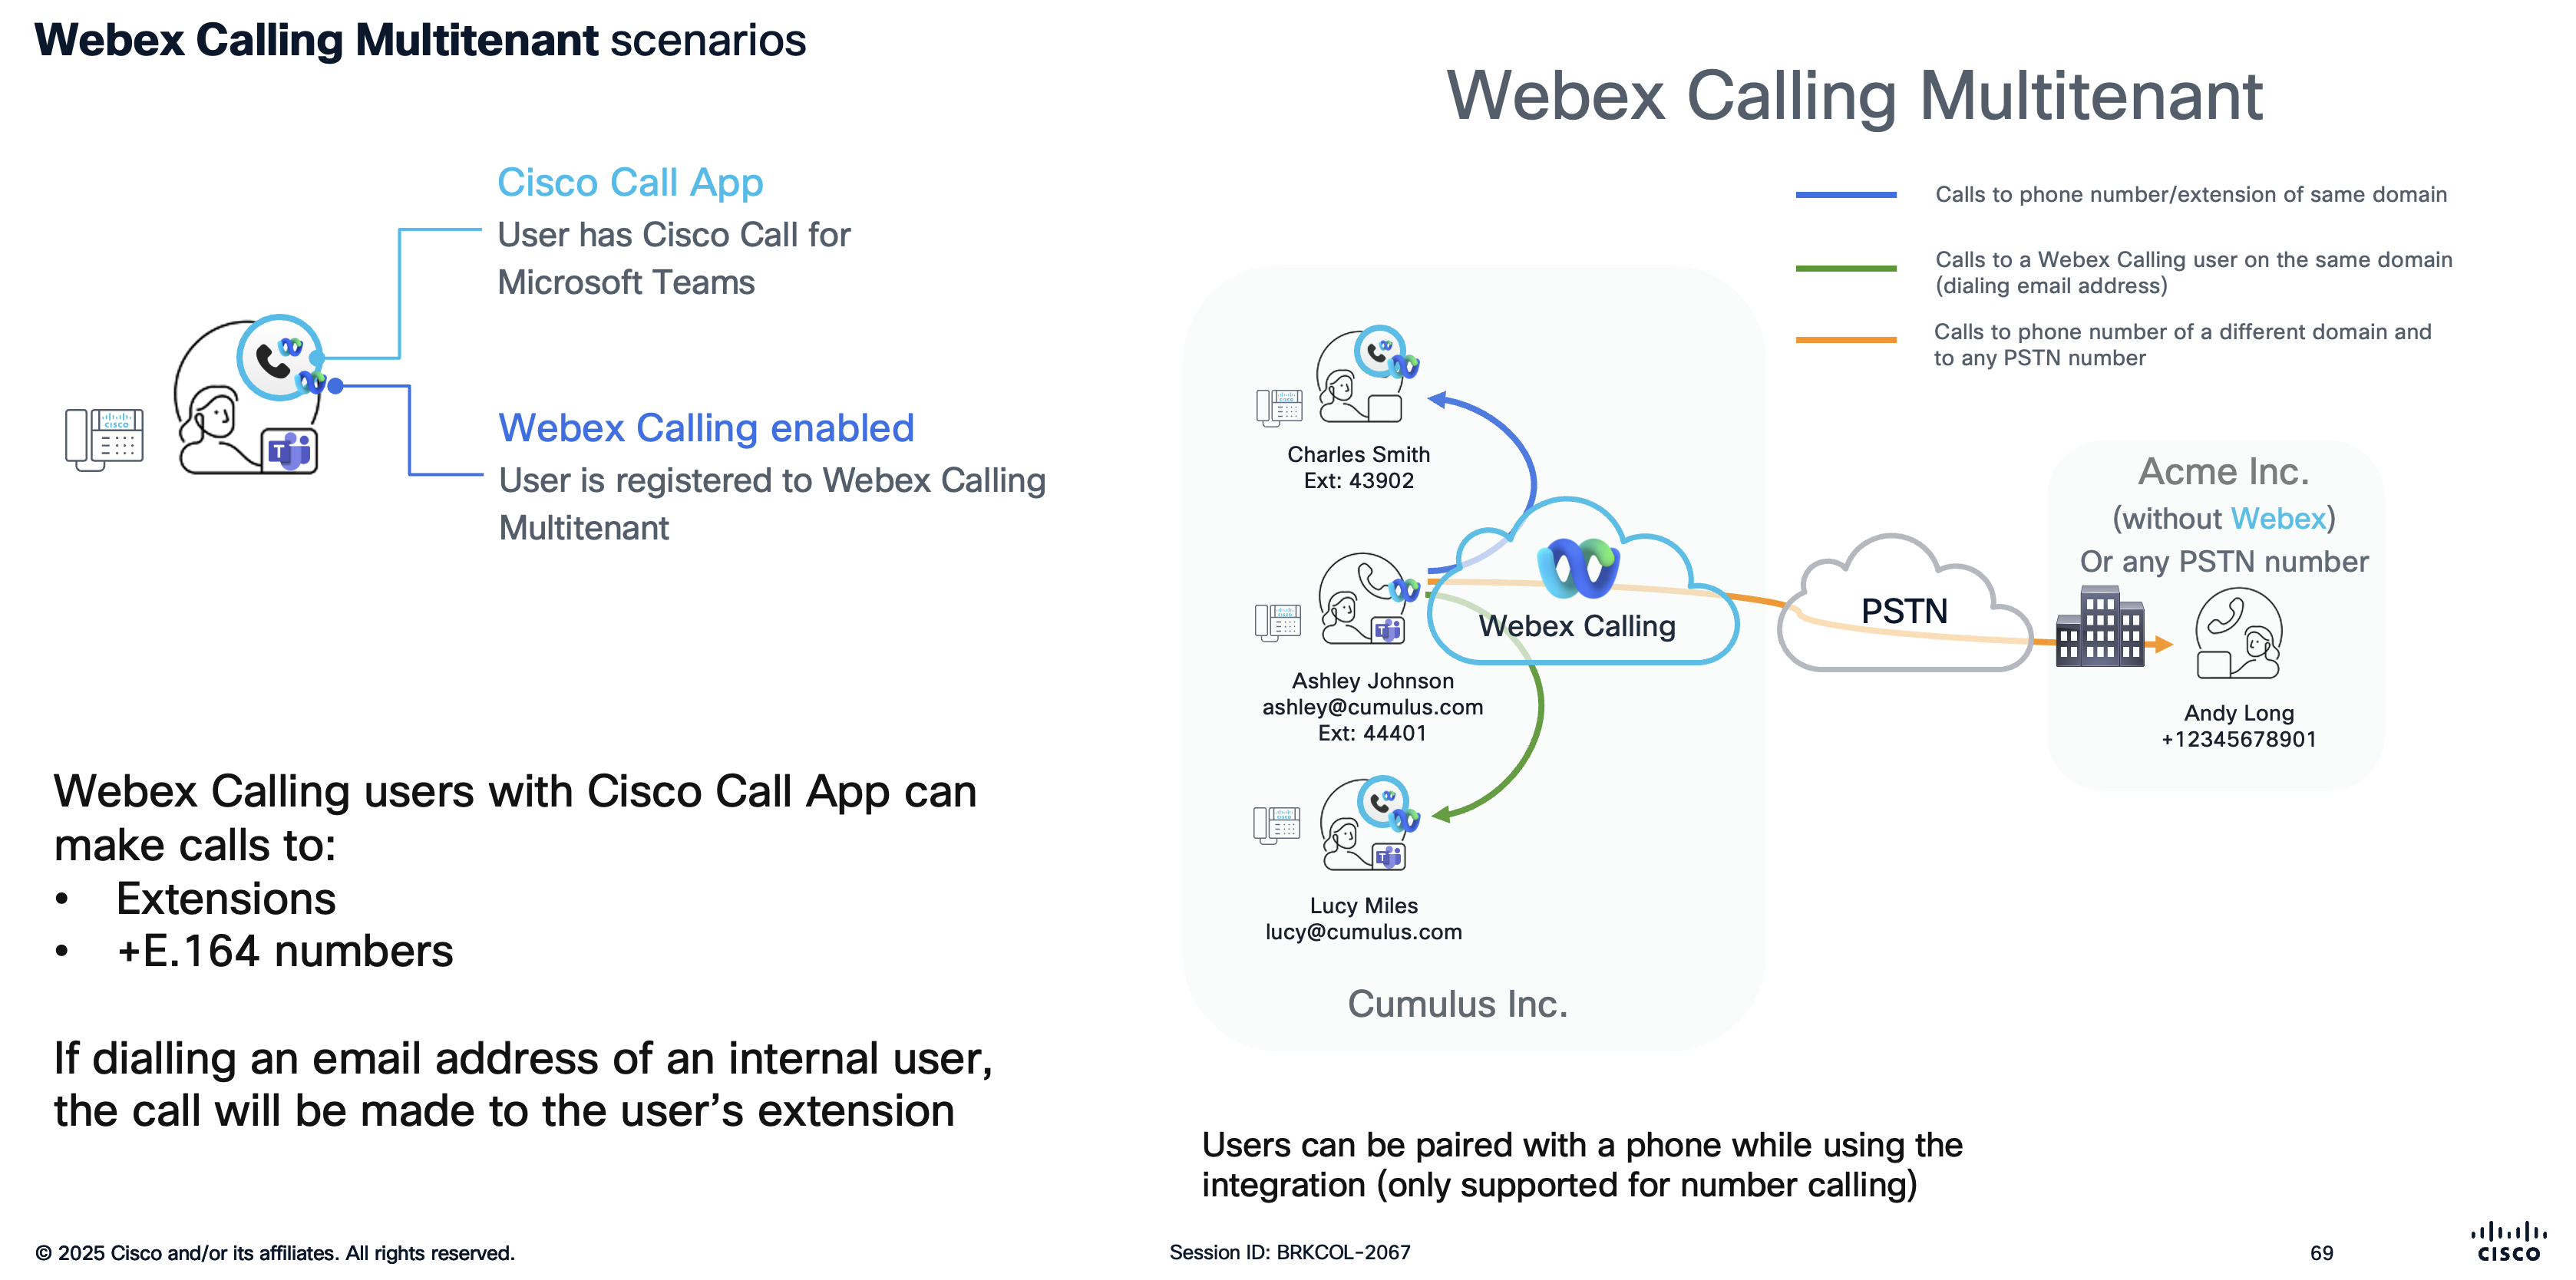 Webex Calling Multitenant scenarios
Cisco Call App
User has Cisco Call for
Microsoft Teams
CISCO
T
Webex Calling enabled
User is registered to Webex Calling
Multitenant
Webex Calling users with Cisco Call App can
make calls to:
• Extensions
• +E.164 numbers
If dialling an email address of an internal user,
the call will be made to the user’s extension
Webex Calling Multitenant
Calls to phone number/extension of same domain
Calls to a Webex Calling user on the same domain
(dialing email address)
Calls to phone number of a different domain and
to any PSTN number
Charles Smith
Ext: 43902
T
Ashley Johnson
ashley@cumulus.com
Ext: 44401
Webex Calling
PSTN
T
Lucy Miles
lucy@cumulus.com
Cumulus Inc.
Acme Inc.
(without Webex)
Or any PSTN number
Andy Long
+12345678901
Users can be paired with a phone while using the
integration (only supported for number calling)
© 2025 Cisco and/or its affiliates. All rights reserved.
Session ID: BRKCOL-2067
69
CISCO